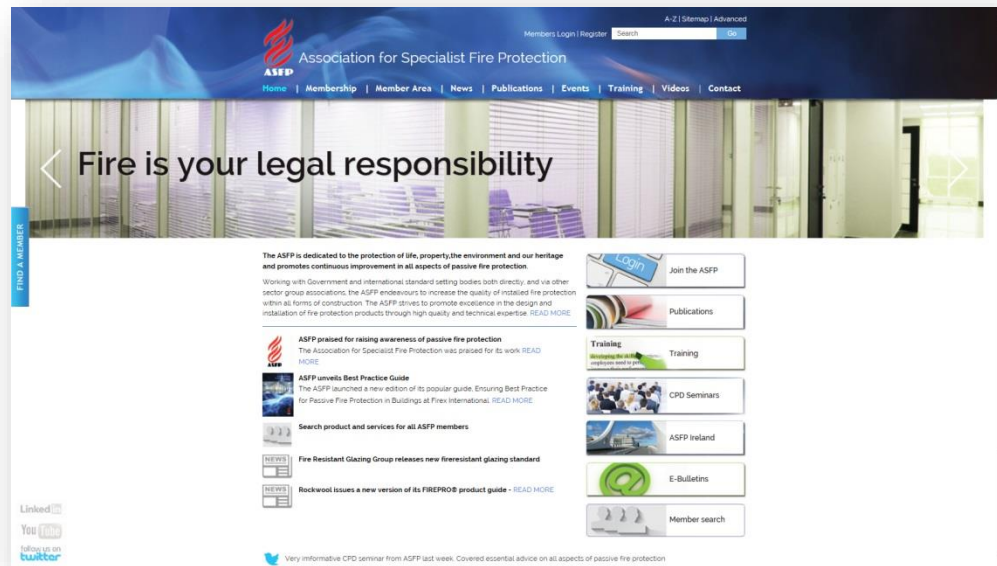 A-Z | Sitemap | Advanced
Members Login | Register Search Go
ASFP
Association for Specialist Fire Protection
Home | Membership | Member Area | News | Publications | Events | Training | Videos | Contact
Fire is your legal responsibility
FIND A MEMBER
The ASFP is dedicated to the protection of life, property,the environment and our heritage
and promotes continuous improvement in all aspects of passive fire protection.
Working with Government and international standard setting bodies both directly, and via other
sector group associations, the ASFP endeavours to increase the quality of installed fire protection
within all forms of construction. The ASFP strives to promote excellence in the design and
installation of fire protection products through high quality and technical expertise. READ MORE
ASFP praised for raising awareness of passive fire protection
The Association for Specialist Fire Protection was praised for its work READ
MORE
ASFP unveils Best Practice Guide
The ASFP launched a new edition of its popular guide, Ensuring Best Practice
for Passive Fire Protection in Buildings at Firex International. READ MORE
Search product and services for all ASFP members
NEWS
Fire Resistant Glazing Group releases new fireresistant glazing standard
NEWS
Rockwool issues a new version of its FIREPRO® product guide - READ MORE
Login
Join the ASFP
Publications
Training
developing the skills
employees need to
Training
CPD Seminars
ASFP Ireland
E-Bulletins
Member search
Linked in
You Tube
follow us on
twitter
Very imformative CPD seminar from ASFP last week. Covered essential advice on all aspects of passive fire protection